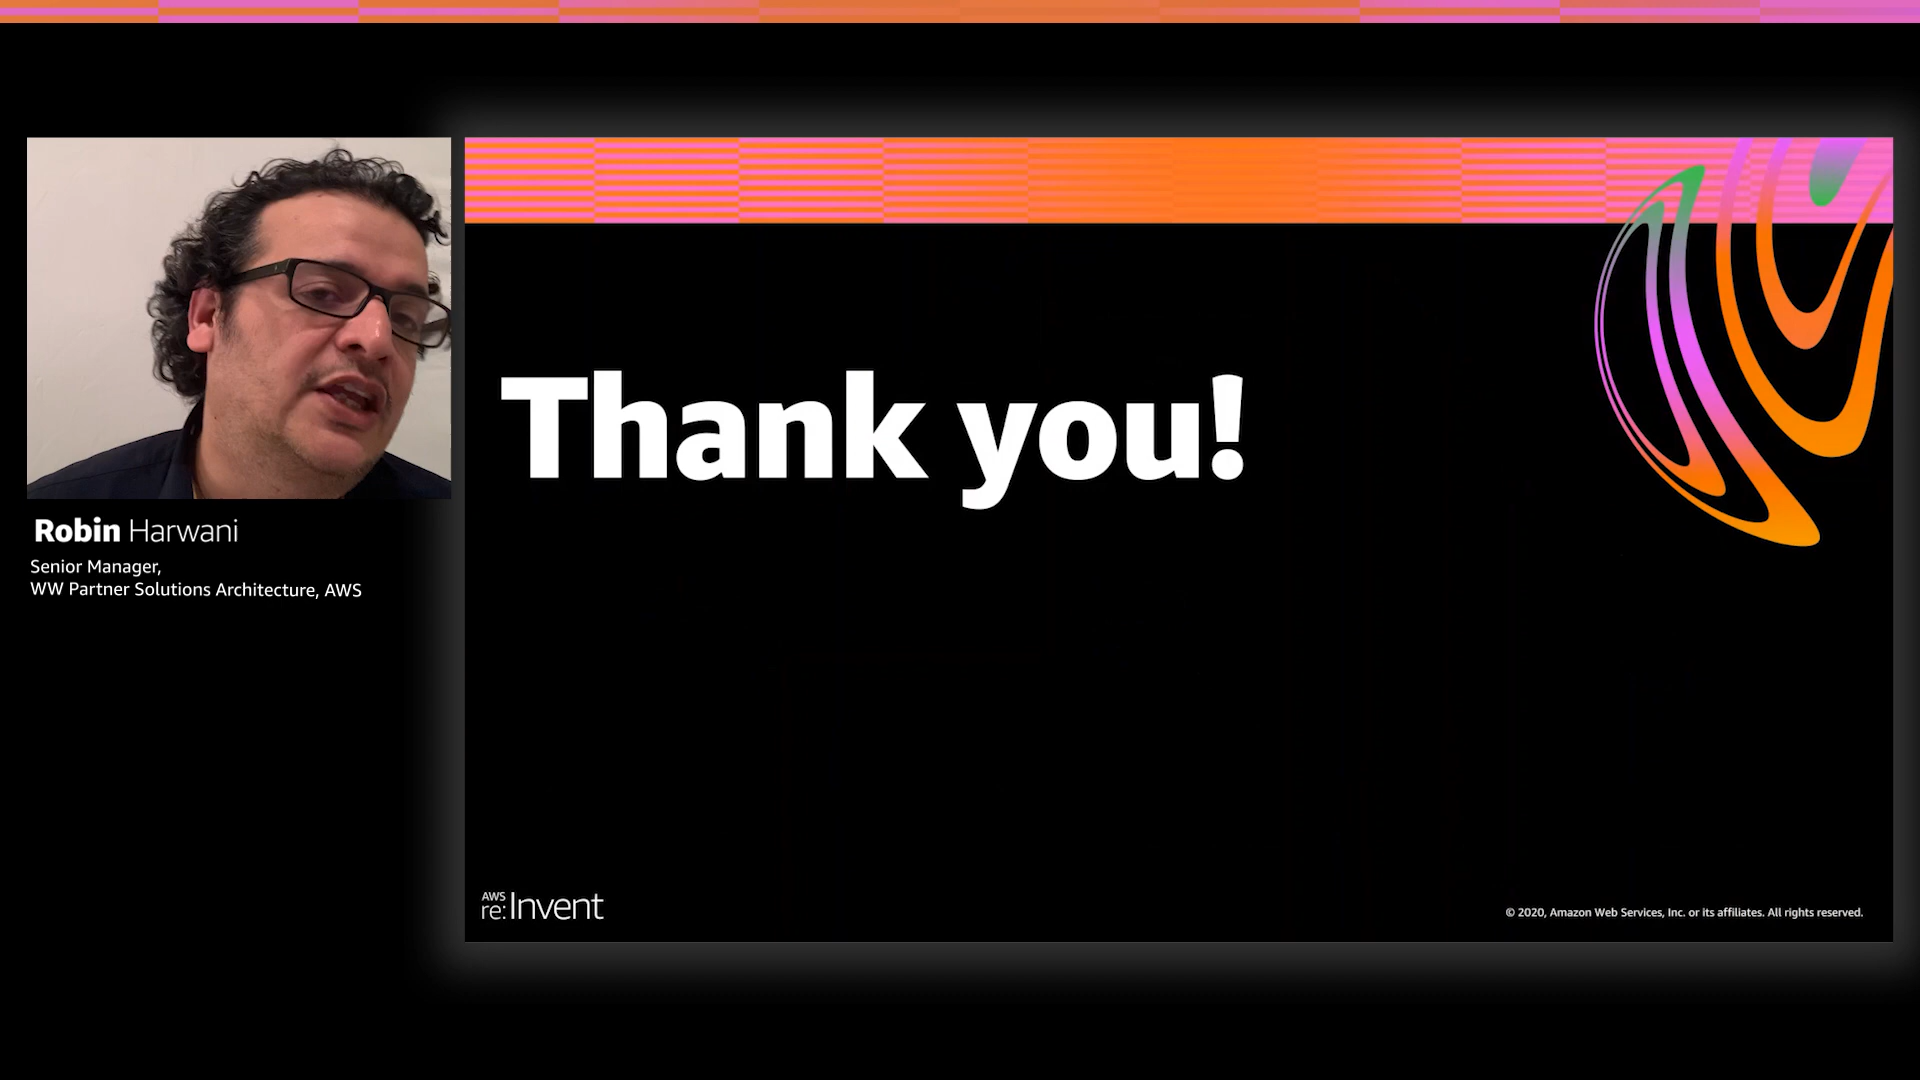 Robin Harwani
Senior Manager,
WW Partner Solutions Architecture, AWS
Thank you!
AWS
re:Invent
© 2020, Amazon Web Services, Inc. or its affiliates. All rights reserved.